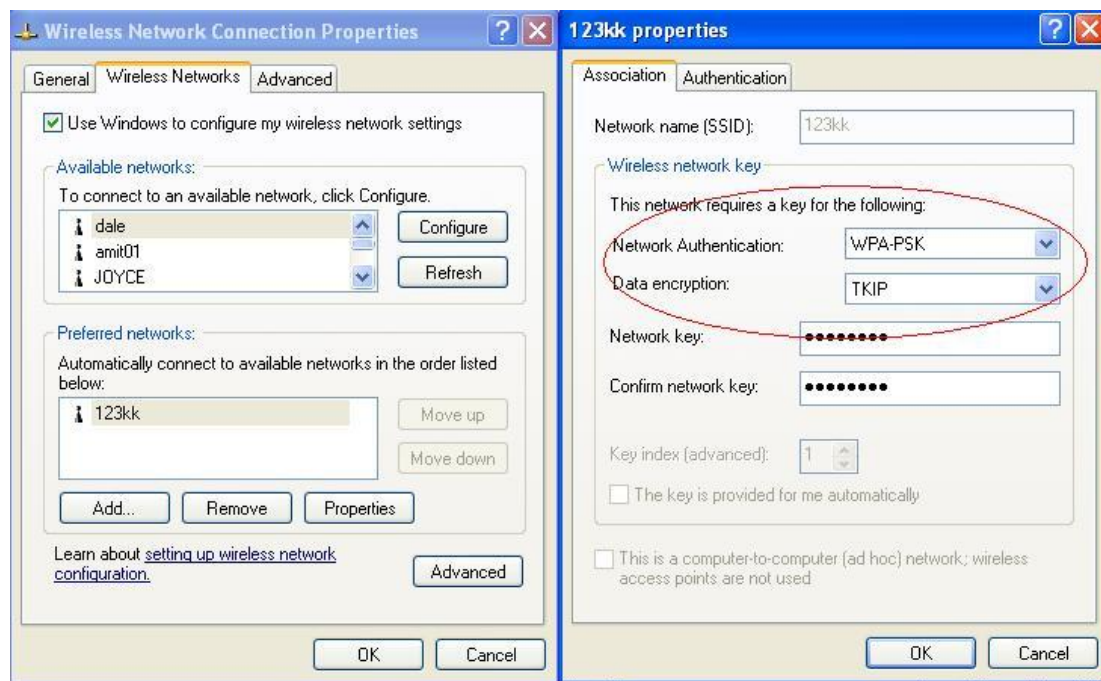 Wireless Network Connection Properties
General Wireless Networks Advanced
Use Windows to configure my wireless network settings
Available networks:
To connect to an available network, click Configure.
dale
amit01
JOYCE
Configure
Refresh
Preferred networks:
Automatically connect to available networks in the order listed
below:
123kk
Move up
Move down
Add... Remove Properties
Learn about setting up wireless network
configuration.
Advanced
OK Cancel
123kk properties
Association Authentication
Network name (SSID): 123kk
Wireless network key
This network requires a key for the following:
Network Authentication: WPA-PSK
Data encryption: TKIP
Network key: ••••••••
Confirm network key: ••••••••
Key index (advanced): 1
The key is provided for me automatically
This is a computer-to-computer (ad hoc) network; wireless
access points are not used
OK Cancel